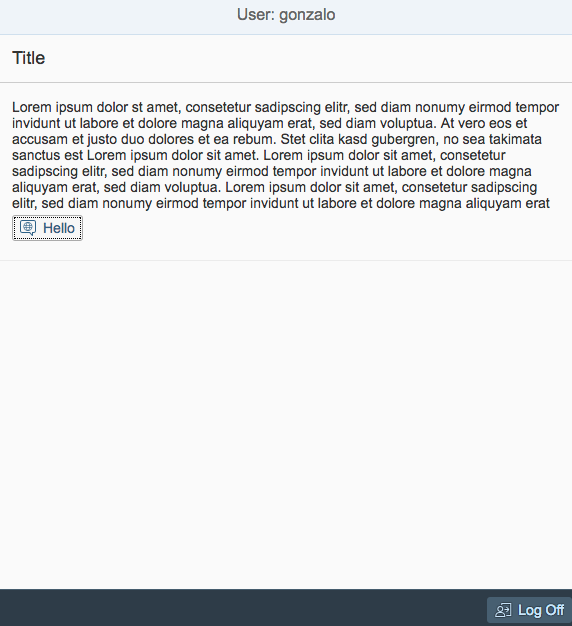 User: gonzalo
Title
Lorem ipsum dolor st amet, consetetur sadipscing elitr, sed diam nonumy eirmod tempor
invidunt ut labore et dolore magna aliquyam erat, sed diam voluptua. At vero eos et
accusam et justo duo dolores et ea rebum. Stet clita kasd gubergren, no sea takimata
sanctus est Lorem ipsum dolor sit amet. Lorem ipsum dolor sit amet, consetetur
sadipscing elitr, sed diam nonumy eirmod tempor invidunt ut labore et dolore magna
aliquyam erat, sed diam voluptua. Lorem ipsum dolor sit amet, consetetur sadipscing
elitr, sed diam nonumy eirmod tempor invidunt ut labore et dolore magna aliquyam erat
Hello
Log Off